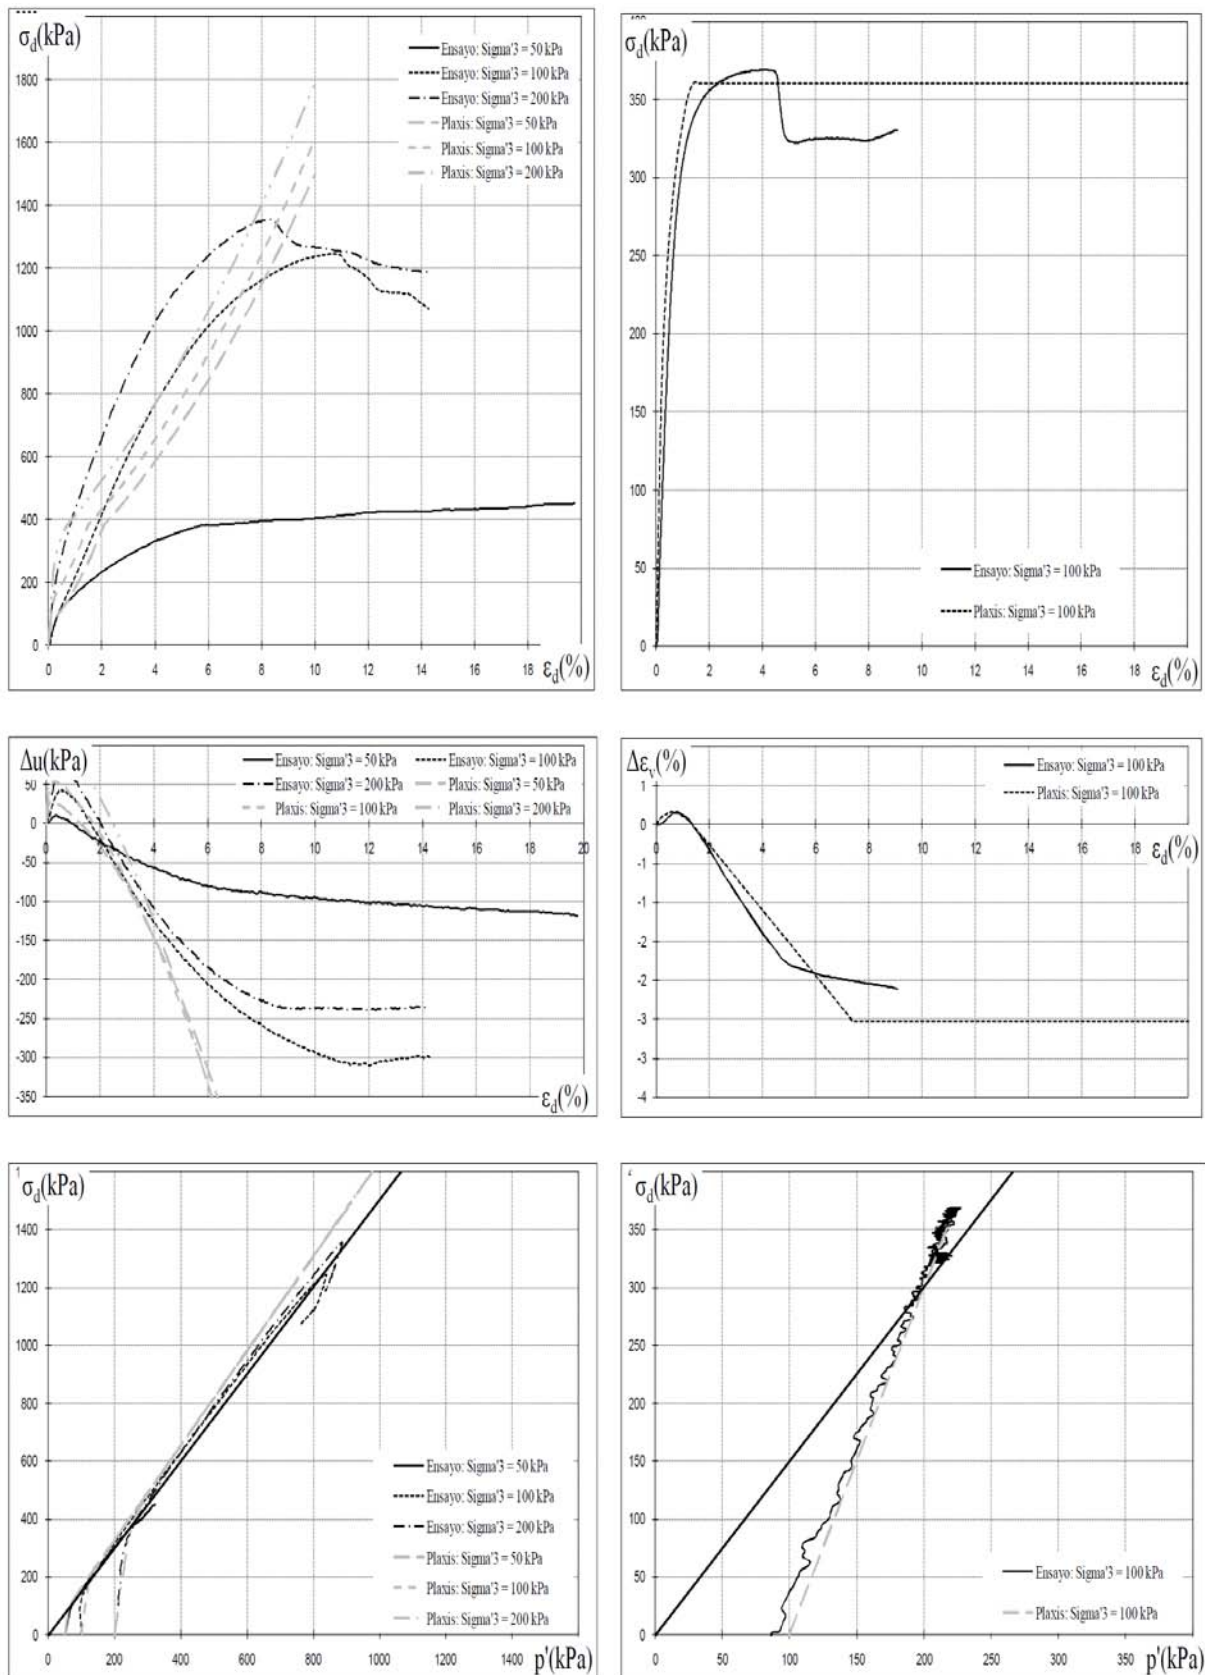 σd(kPa)
Ensayo: Sigma'3 = 50 kPa
Ensayo: Sigma'3 = 100 kPa
Ensayo: Sigma'3 = 200 kPa
Plaxis: Sigma'3 = 50 kPa
Plaxis: Sigma'3 = 100 kPa
Plaxis: Sigma'3 = 200 kPa
1800
1600
1400
1200
1000
800
600
400
200
0
0 2 4 6 8 10 12 14 16 18
εd(%)
σd(kPa)
350
300
250
200
150
100
50
0
Ensayo: Sigma'3 = 100 kPa
Plaxis: Sigma'3 = 100 kPa
0 2 4 6 8 10 12 14 16 18
εd(%)
Δu(kPa)
Ensayo: Sigma'3 = 50 kPa
Ensayo: Sigma'3 = 100 kPa
Ensayo: Sigma'3 = 200 kPa
Plaxis: Sigma'3 = 50 kPa
Plaxis: Sigma'3 = 100 kPa
Plaxis: Sigma'3 = 200 kPa
50
0
0 2 4 6 8 10 12 14 16 18 20
-50
-100
-150
-200
-250
-300
-350
εd(%)
Δεv(%)
Ensayo: Sigma'3 = 100 kPa
Plaxis: Sigma'3 = 100 kPa
1
0
0 2 4 6 8 10 12 14 16 18
εd(%)
-1
-1
-2
-2
-3
-3
-4
σd(kPa)
1400
1200
1000
800
600
400
200
0
Ensayo: Sigma'3 = 50 kPa
Ensayo: Sigma'3 = 100 kPa
Ensayo: Sigma'3 = 200 kPa
Plaxis: Sigma'3 = 50 kPa
Plaxis: Sigma'3 = 100 kPa
Plaxis: Sigma'3 = 200 kPa
0 200 400 600 800 1000 1200 1400
p'(kPa)
σd(kPa)
350
300
250
200
150
100
50
0
Ensayo: Sigma'3 = 100 kPa
Plaxis: Sigma'3 = 100 kPa
0 50 100 150 200 250 300 350
p'(kPa)